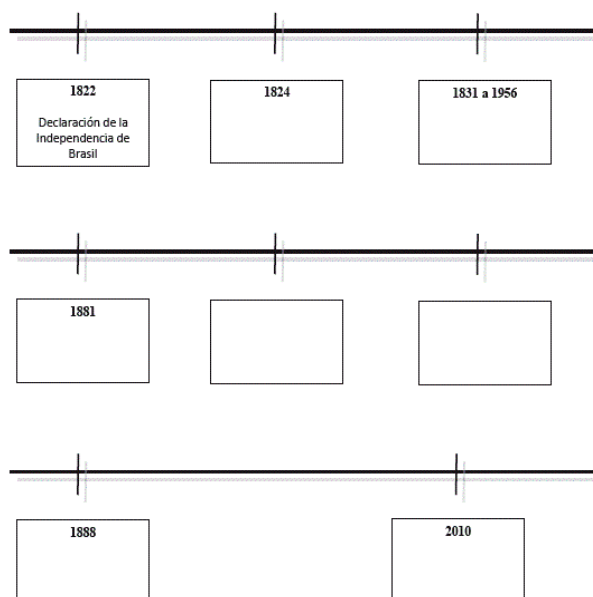 1822
Declaración de la
Independencia de
Brasil
1824
1831 a 1956
1881
1888
2010